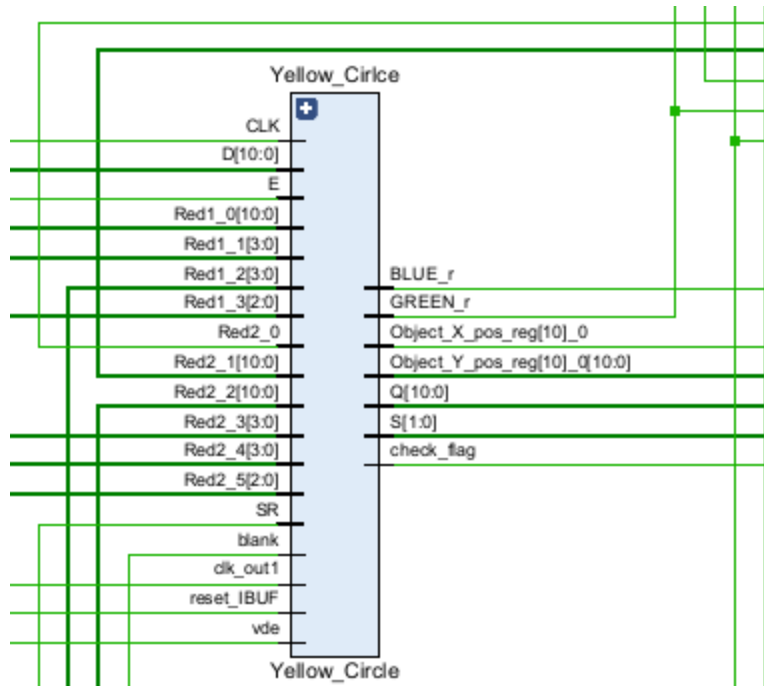 Yellow_Cirlce
CLK
D[10:0]
E
Red1_0[10:0]
Red1_1[3:0]
Red1_2[3:0]
Red1_3[2:0]
Red2_0
Red2_1[10:0]
Red2_2[10:0]
Red2_3[3:0]
Red2_4[3:0]
Red2_5[2:0]
SR
blank
clk_out1
reset_IBUF
vde
BLUE_r
GREEN_r
Object_X_pos_reg[10]_0
Object_Y_pos_reg[10]_0[10:0]
Q[10:0]
S[1:0]
check_flag
Yellow_Circle